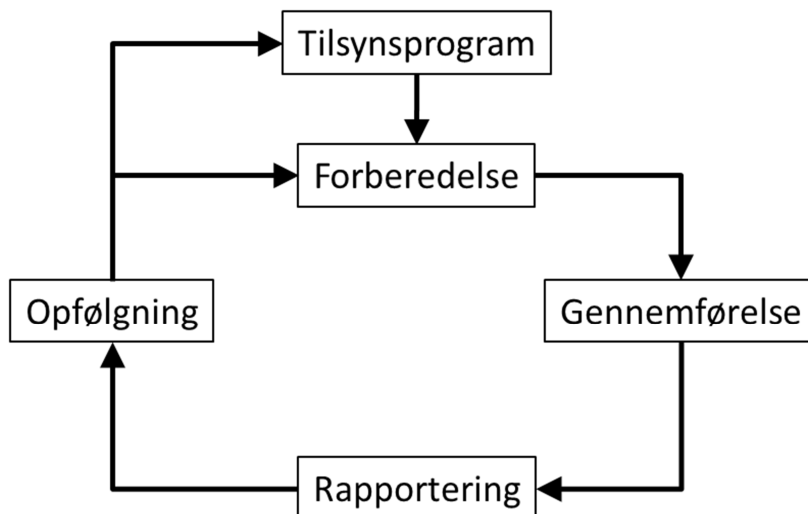 Tilsynsprogram
Forberedelse
Opfølgning
Gennemførelse
Rapportering